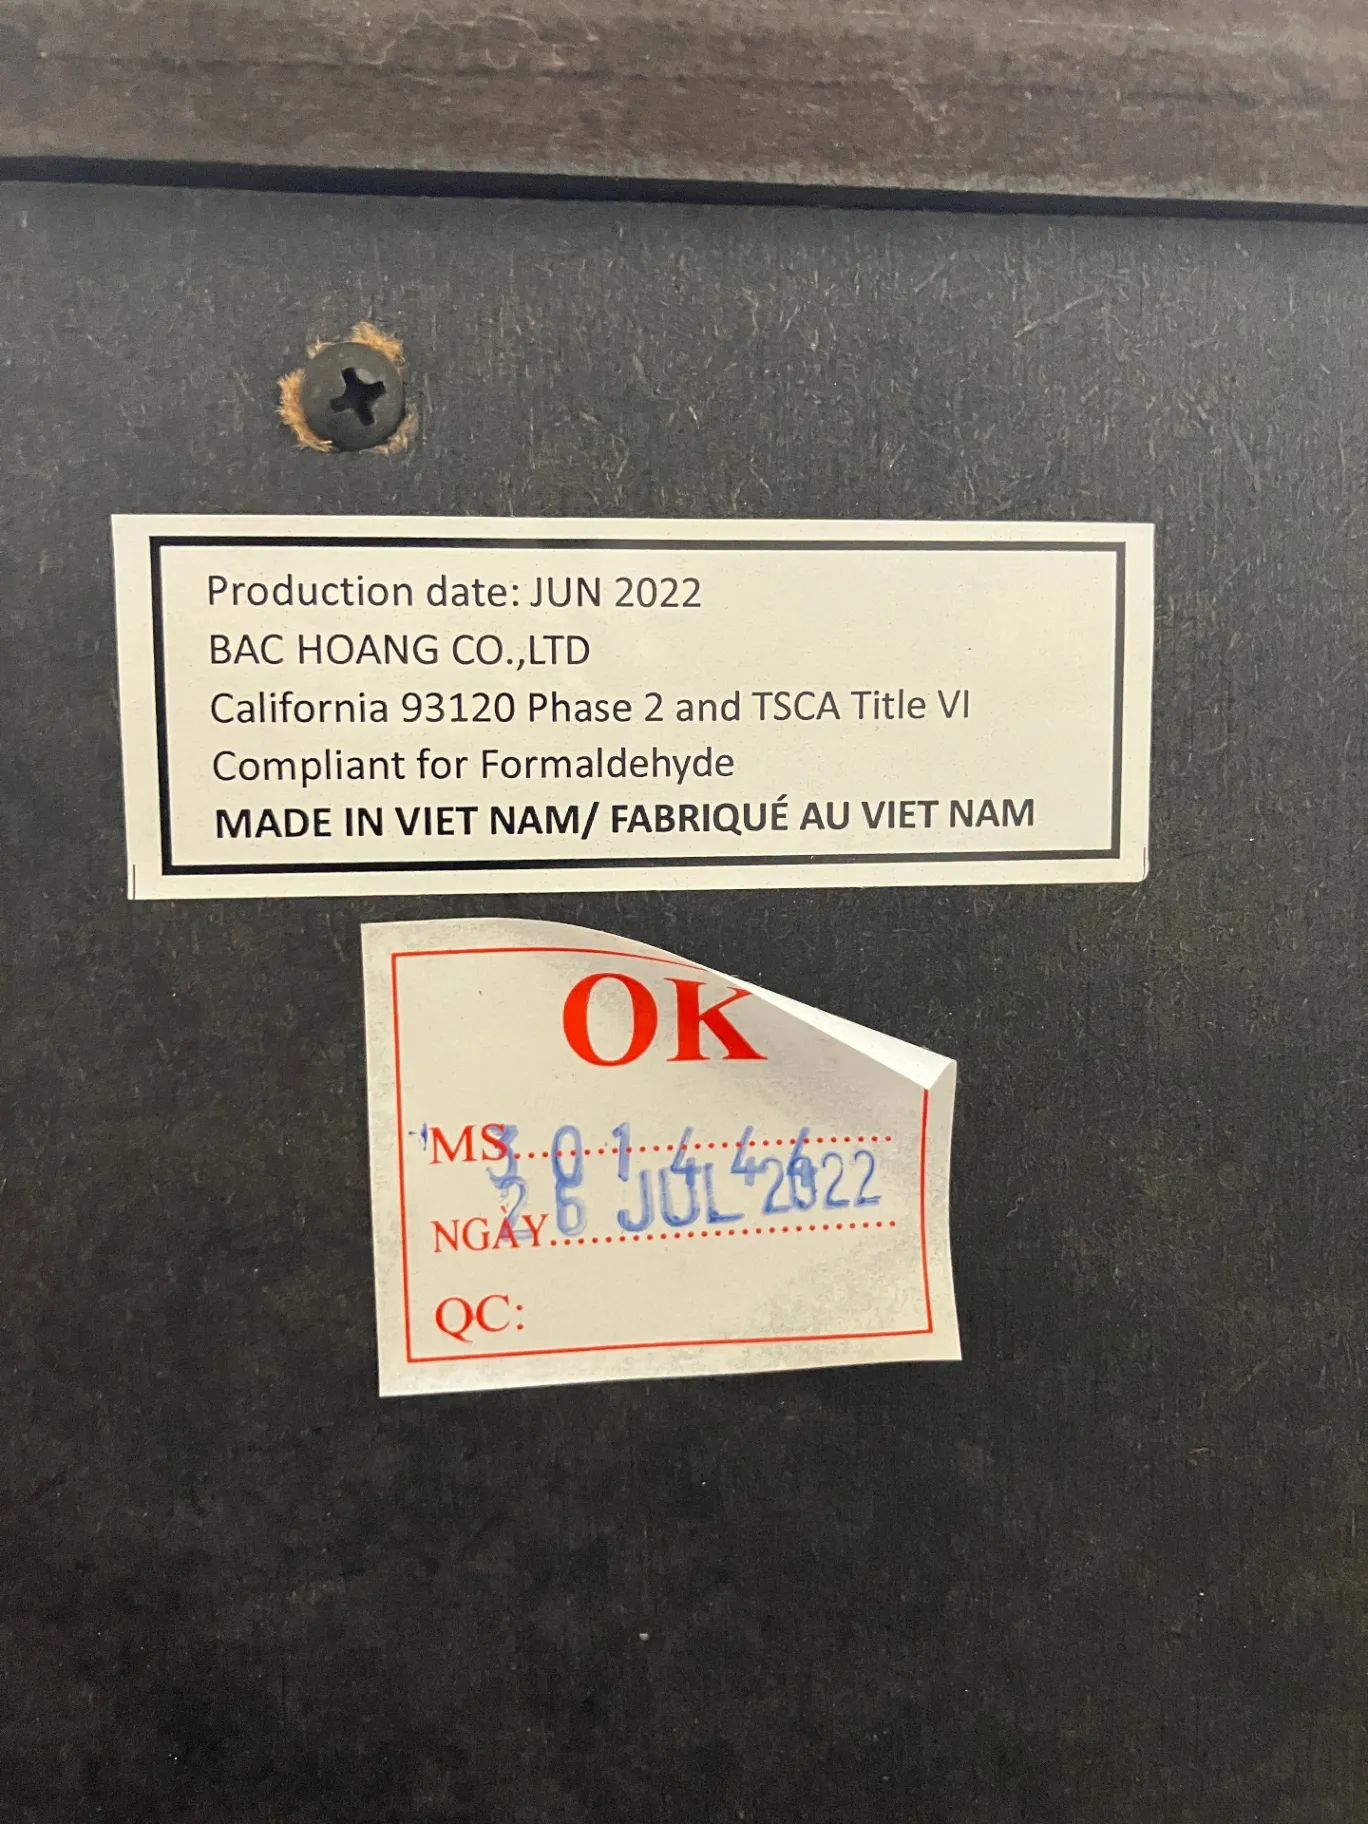 Production date: JUN 2022
BAC HOANG CO.,LTD
California 93120 Phase 2 and TSCA Title VI
Compliant for Formaldehyde
MADE IN VIET NAM/ FABRIQUÉ AU VIET NAM
OK
MS.............................. 301444
NGÀY.............................. 26 JUL 2022
QC: